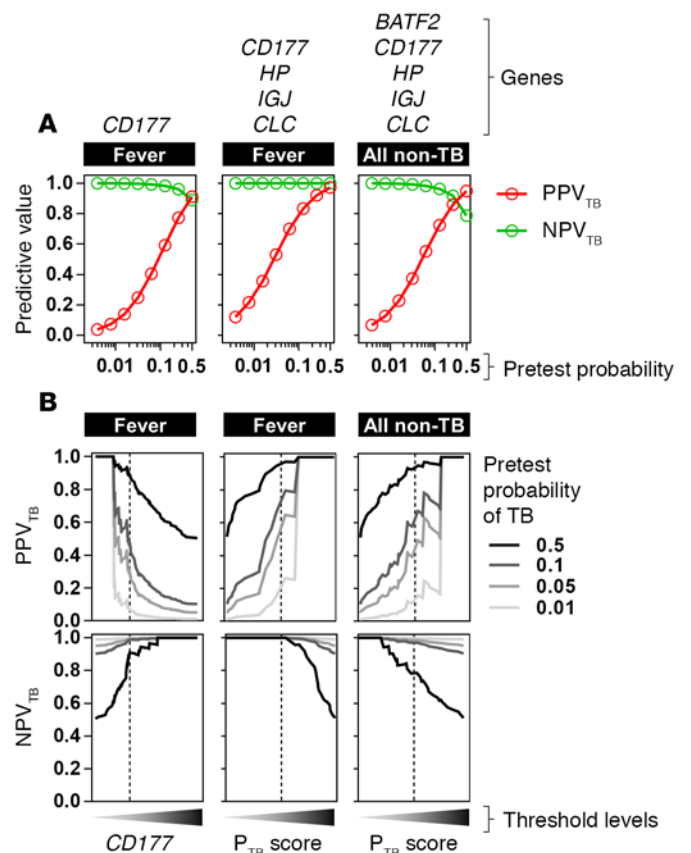 BATF2
CD177 CD177
HP HP
IGJ IGJ
CD177 CLC CLC
Genes
A
Fever Fever All non-TB
Predictive value
1.0
0.8
0.6
0.4
0.2
0.0
0.01 0.1 0.5 0.01 0.1 0.5 0.01 0.1 0.5
PPVTB
NPVTB
Pretest probability
B
Fever Fever All non-TB
PPVTB
1.0
0.8
0.6
0.4
0.2
0.0
Pretest
probability
of TB
0.5
0.1
0.05
0.01
NPVTB
1.0
0.8
0.6
0.4
0.2
0.0
Threshold levels
CD177 PTB score PTB score